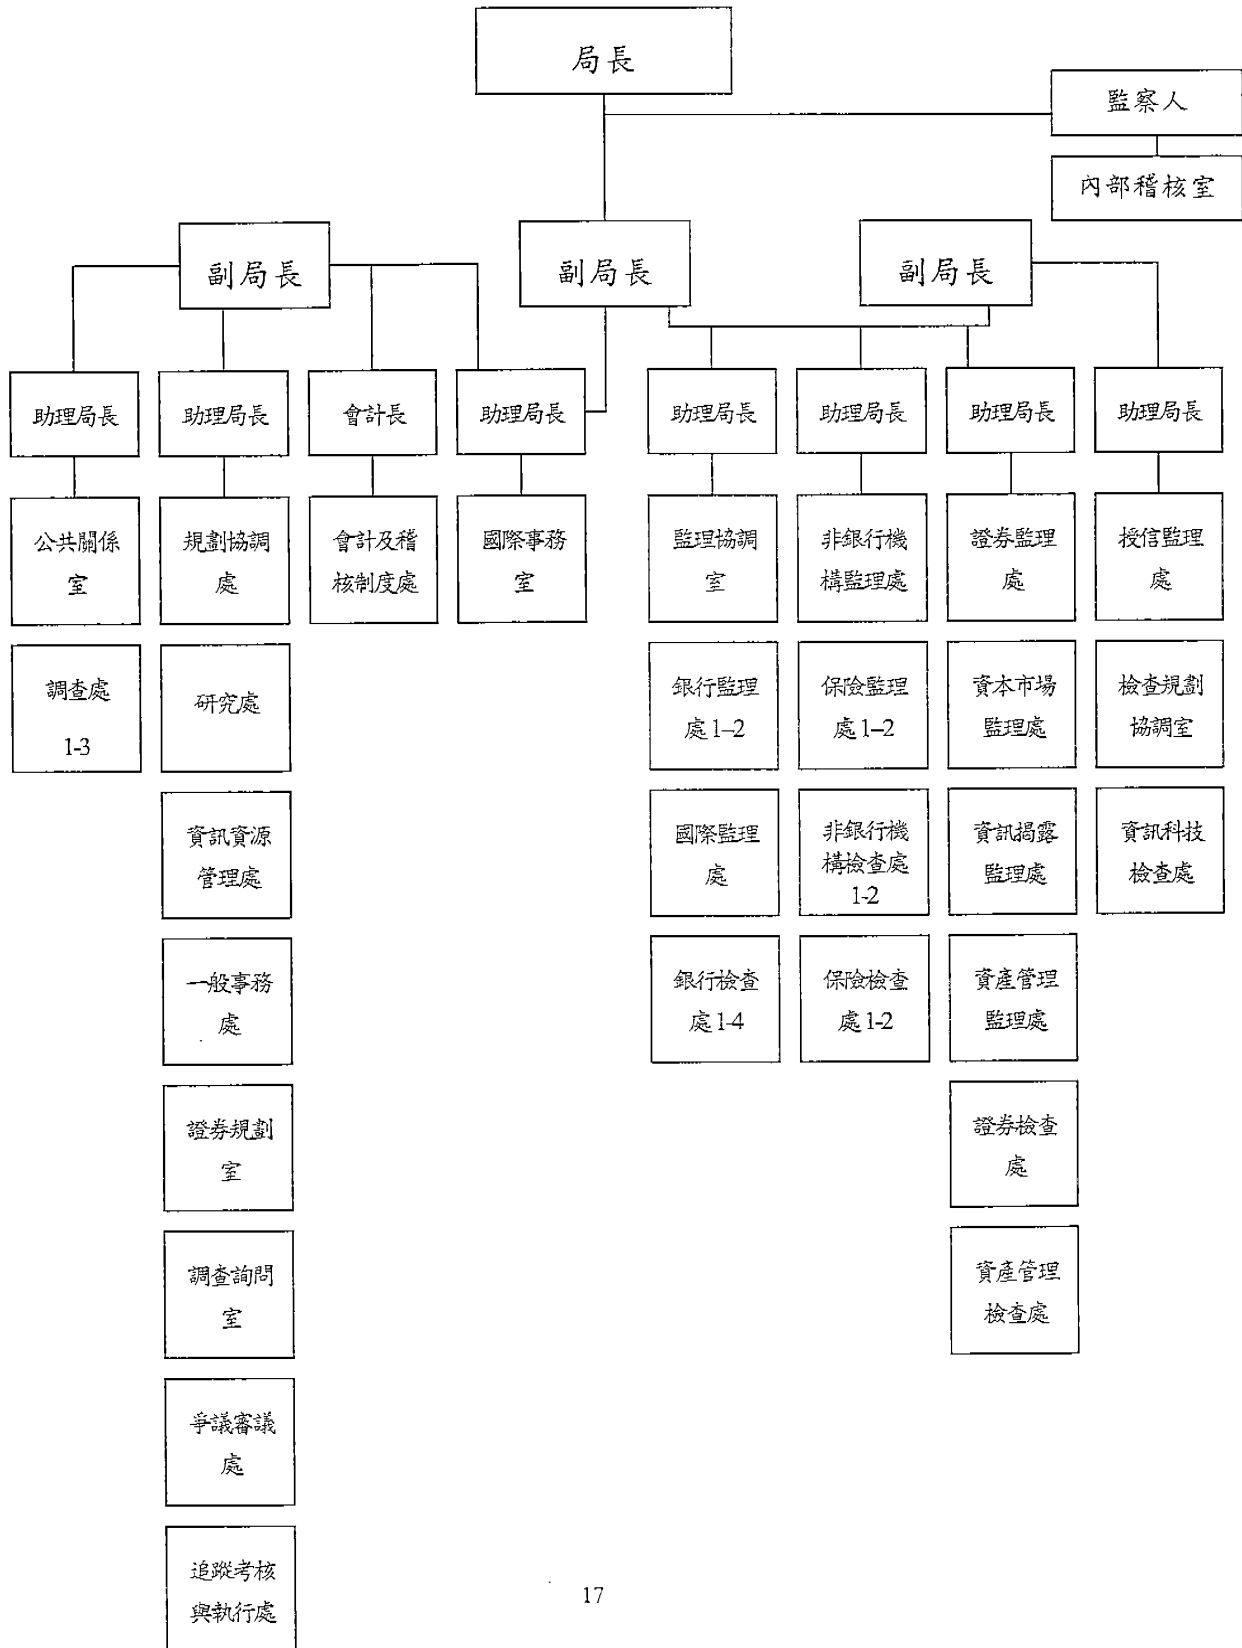 局長
監察人
內部稽核室
副局長
副局長
副局長
助理局長
助理局長
會計長
助理局長
助理局長
助理局長
助理局長
助理局長
公共關係
室
規劃協調
處
會計及稽
核制度處
國際事務
室
監理協調
室
非銀行機
構監理處
證券監理
處
授信監理
處
調查處
1-3
研究處
銀行監理
處1–2
保險監理
處1–2
資本市場
監理處
檢查規劃
協調室
資訊資源
管理處
國際監理
處
非銀行機
構檢查處
1-2
資訊揭露
監理處
資訊科技
檢查處
一般事務
處
銀行檢查
處1-4
保險檢查
處1-2
資產管理
監理處
證券規劃
室
證券檢查
處
調查詢問
室
資產管理
檢查處
爭議審議
處
追蹤考核
與執行處
17